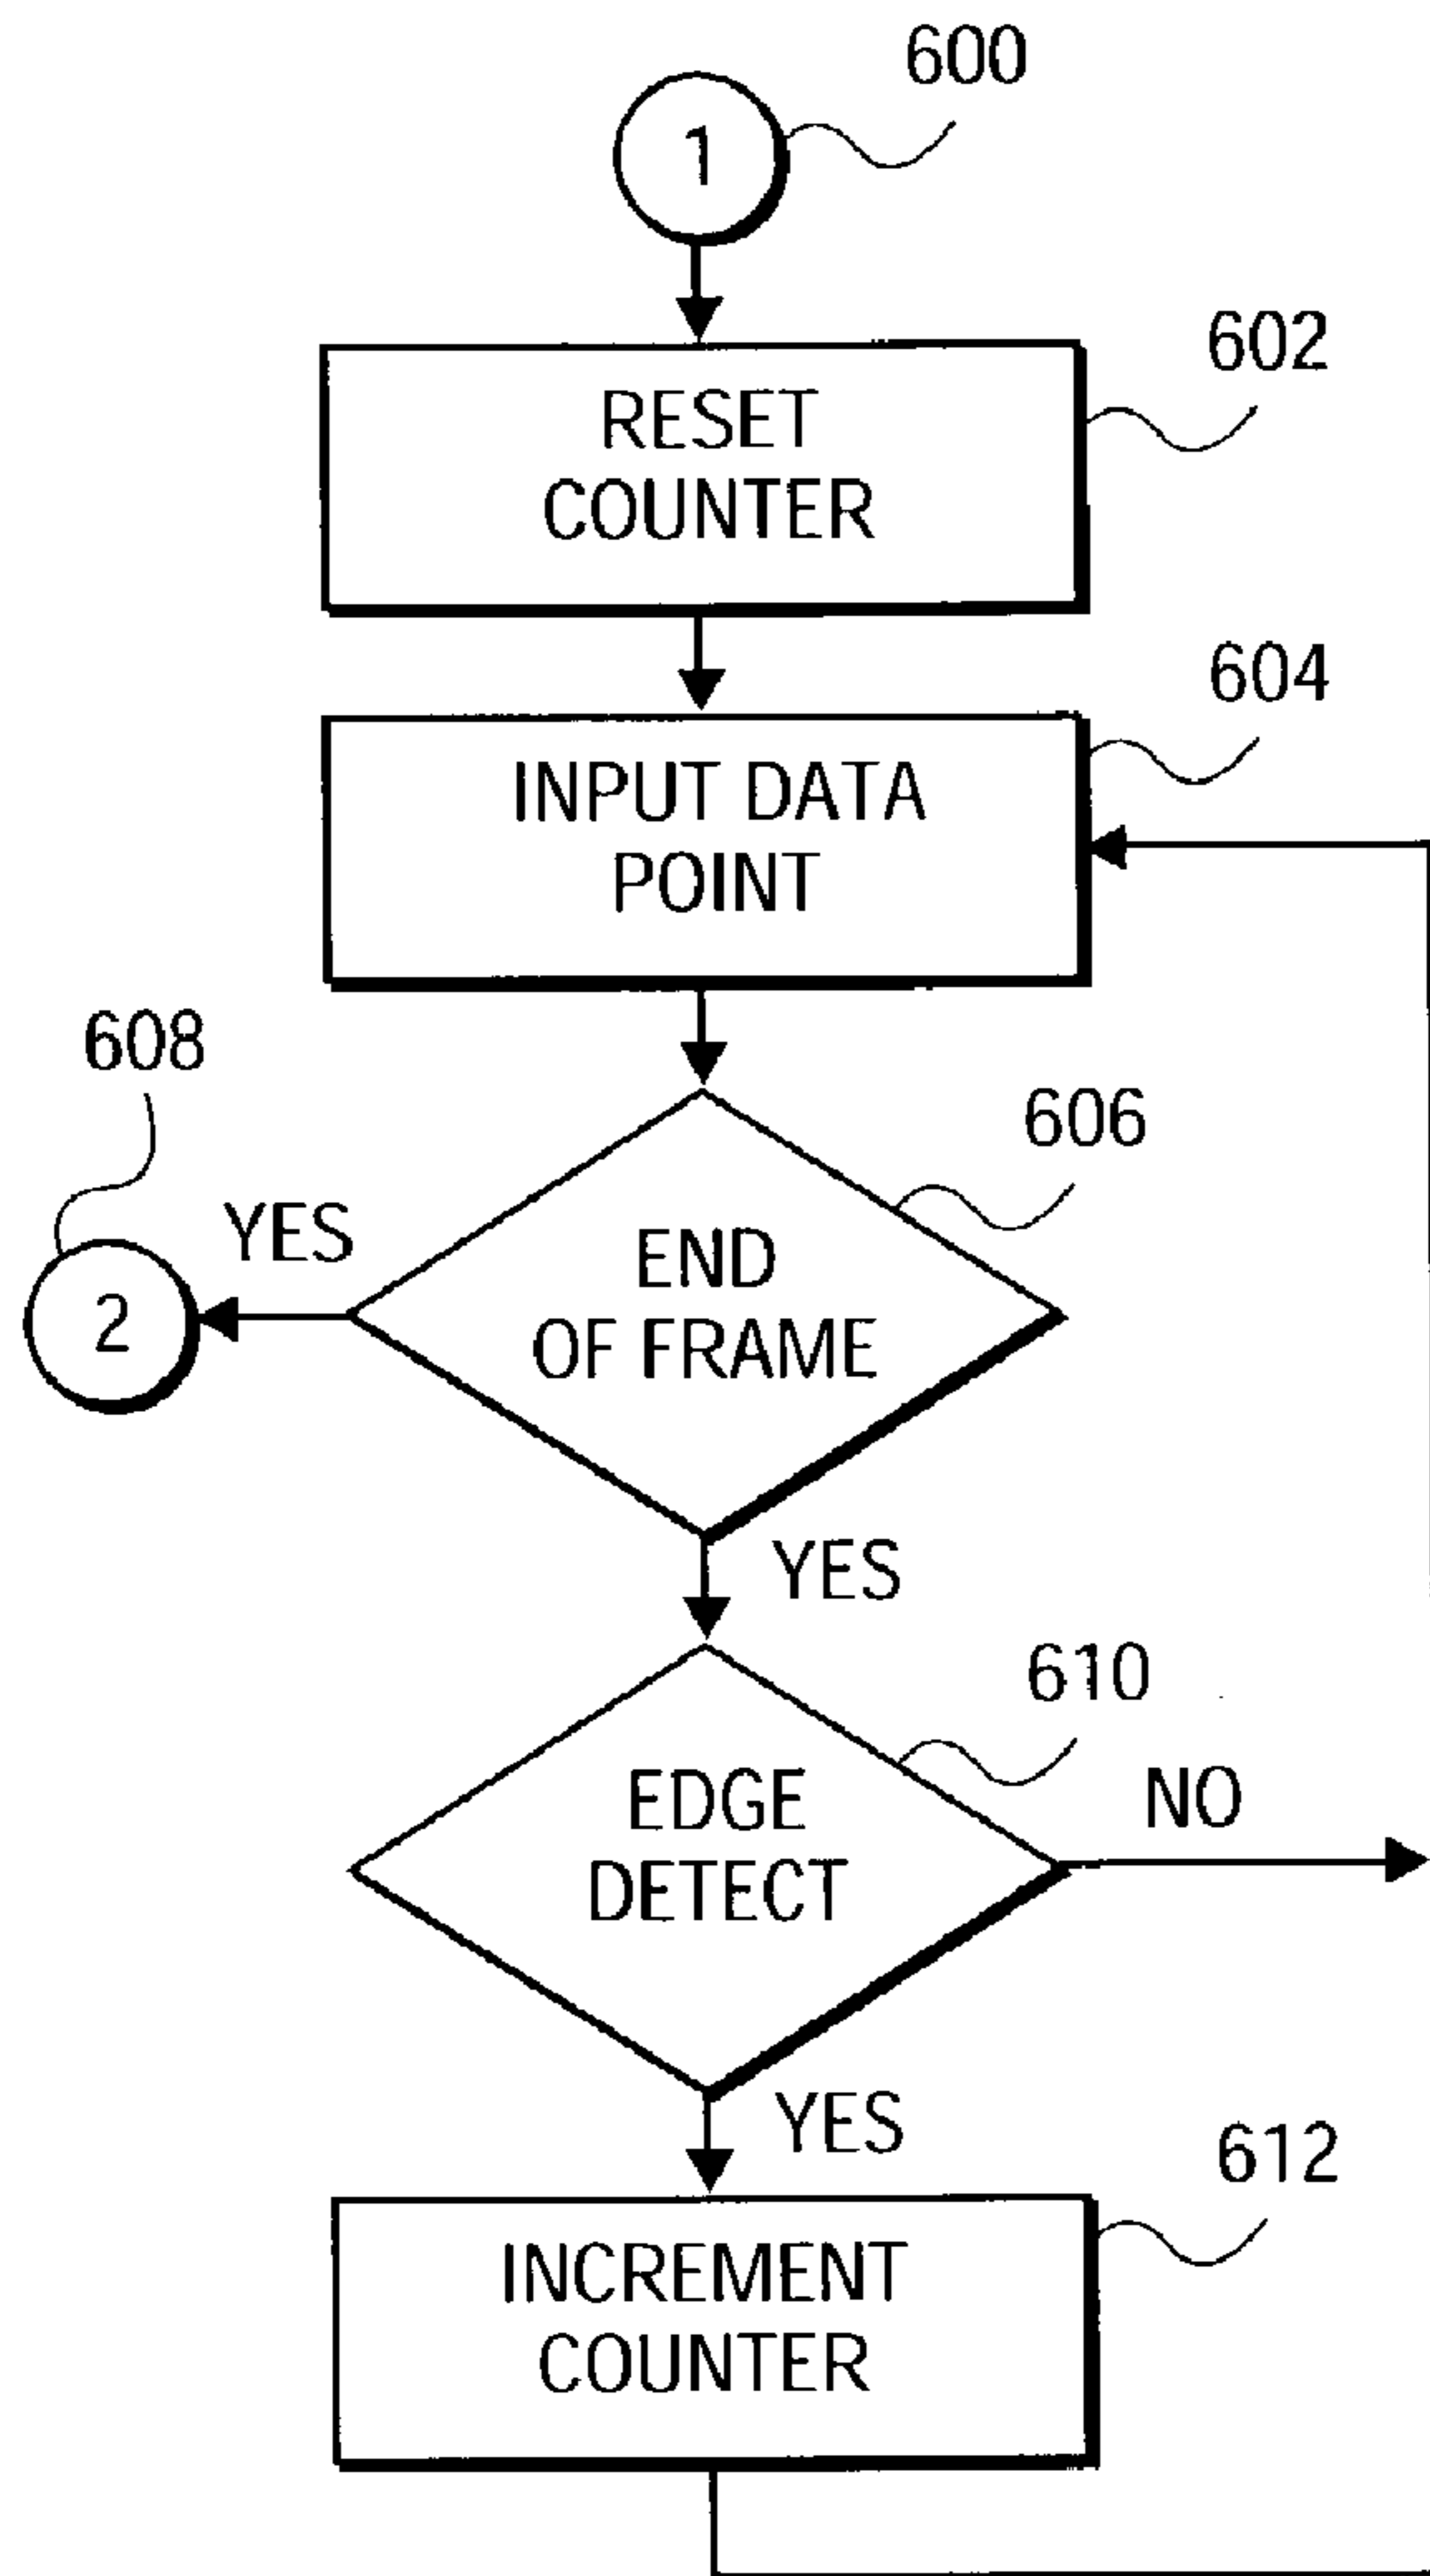 600
1
602
RESET
COUNTER
604
INPUT DATA
POINT
608
606
YES
2
END
OF FRAME
YES
610
EDGE
DETECT
NO
YES
612
INCREMENT
COUNTER